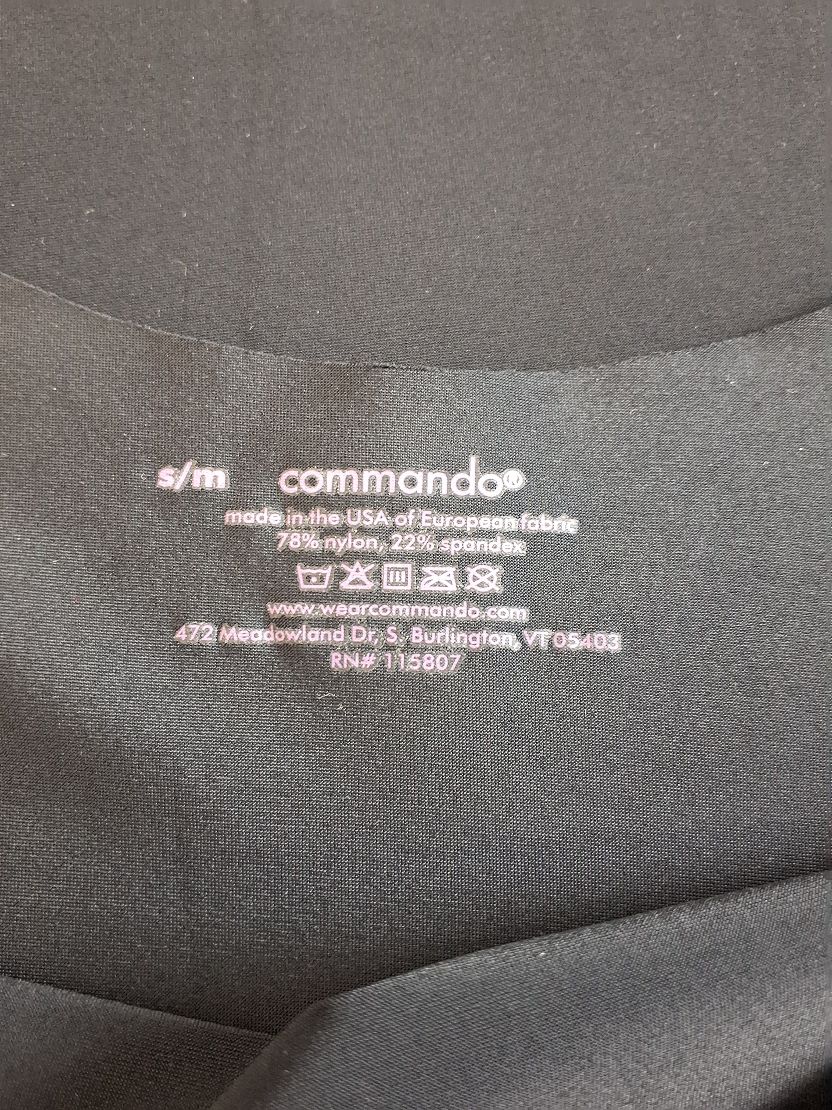 s/m commando®
made in the USA of European fabric
78% nylon, 22% spandex
www.wearcommando.com
472 Meadowland Dr, S. Burlington, VT 05403
RN# 115807